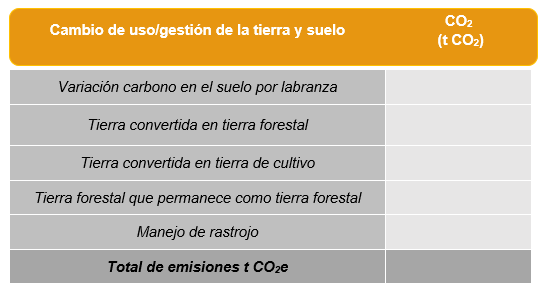 Cambio de uso/gestión de la tierra y suelo
CO₂
(t CO₂)
Variación carbono en el suelo por labranza
Tierra convertida en tierra forestal
Tierra convertida en tierra de cultivo
Tierra forestal que permanece como tierra forestal
Manejo de rastrojo
Total de emisiones t CO₂e